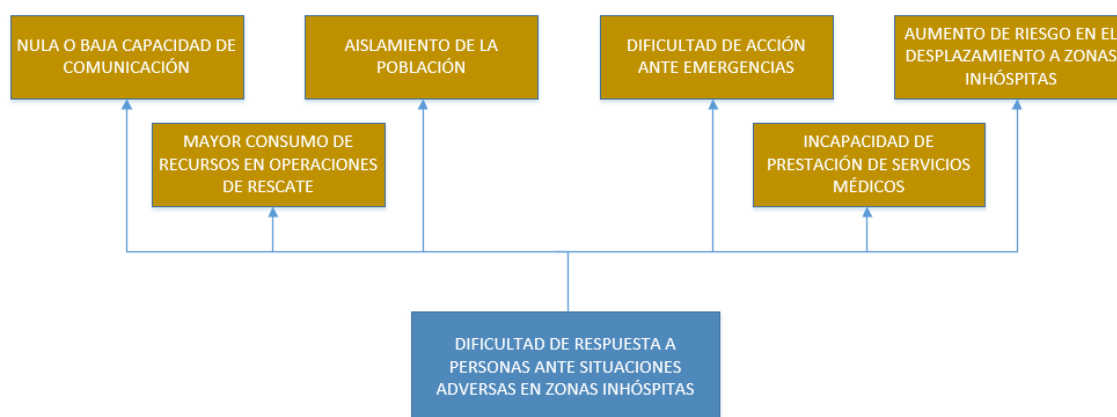 NULA O BAJA CAPACIDAD DE
COMUNICACIÓN
AISLAMIENTO DE LA
POBLACIÓN
DIFICULTAD DE ACCIÓN
ANTE EMERGENCIAS
AUMENTO DE RIESGO EN EL
DESPLAZAMIENTO A ZONAS
INHÓSPITAS
MAYOR CONSUMO DE
RECURSOS EN OPERACIONES
DE RESCATE
INCAPACIDAD DE
PRESTACIÓN DE SERVICIOS
MÉDICOS
DIFICULTAD DE RESPUESTA A
PERSONAS ANTE SITUACIONES
ADVERSAS EN ZONAS INHÓSPITAS